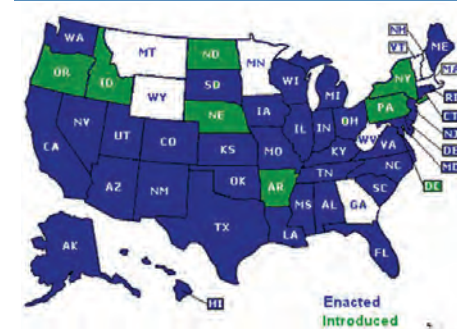 WA
MT
ND
MN
OR
ID
WY
SD
WI
MI
NH
VT
ME
MA
NY
RI
CT
NJ
DE
MD
PA
NE
IA
NV
UT
CO
CA
KS
MO
IL
IN
OH
WV
VA
KY
NC
TN
SC
DC
AZ
NM
OK
AR
MS
AL
GA
TX
LA
FL
AK
HI
Enacted
Introduced